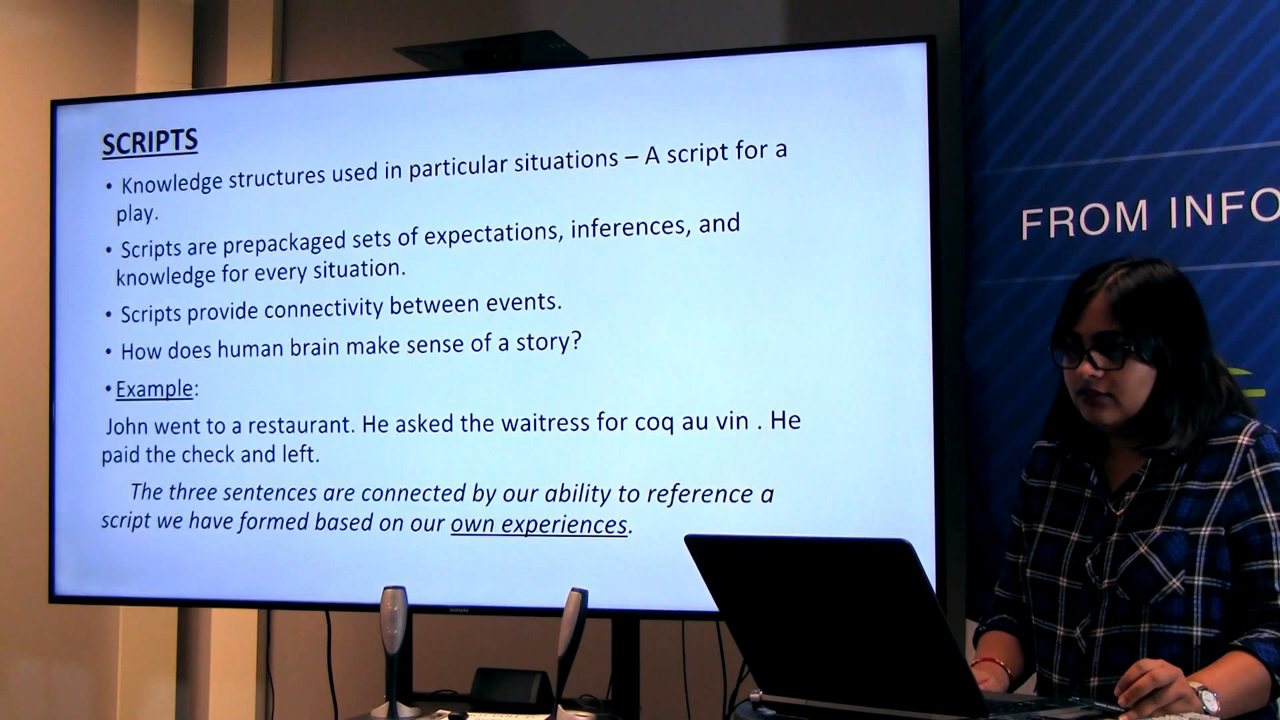 SCRIPTS
• Knowledge structures used in particular situations – A script for a
play.
• Scripts are prepackaged sets of expectations, inferences, and
knowledge for every situation.
• Scripts provide connectivity between events.
• How does human brain make sense of a story?
• Example:
John went to a restaurant. He asked the waitress for coq au vin . He
paid the check and left.
The three sentences are connected by our ability to reference a
script we have formed based on our own experiences.
SAMSUNG
FROM INFO